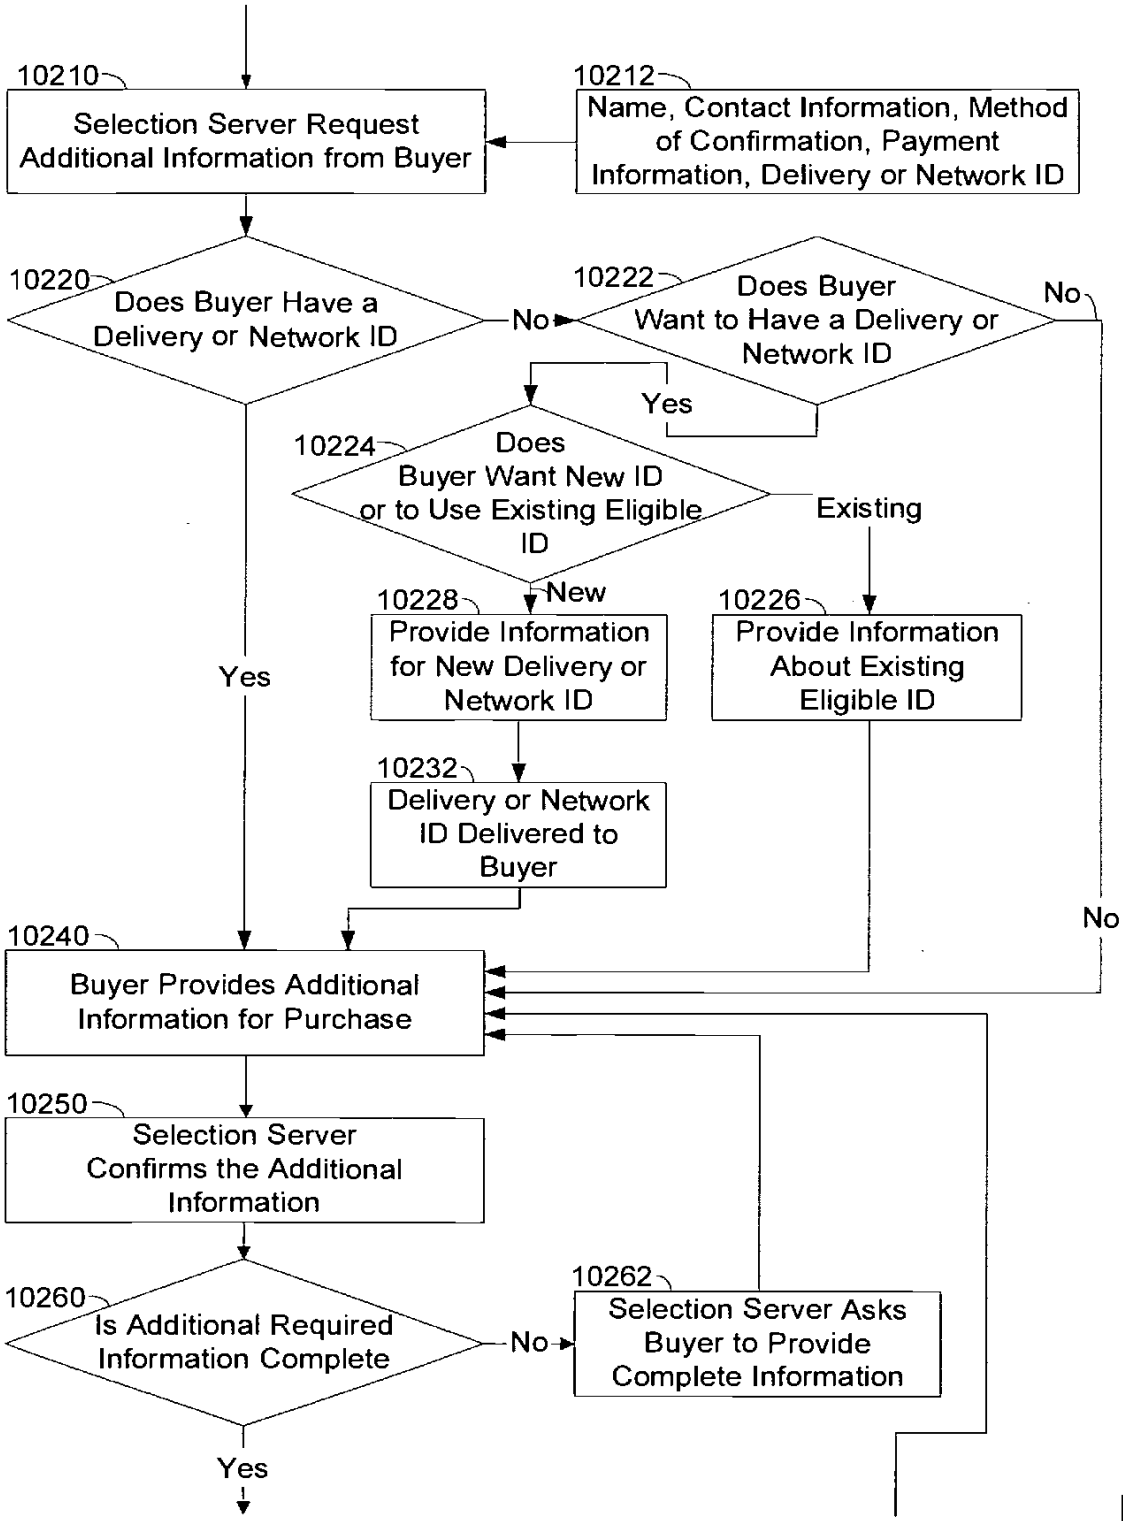 10210
Selection Server Request
Additional Information from Buyer
10212
Name, Contact Information, Method
of Confirmation, Payment
Information, Delivery or Network ID
10220
Does Buyer Have a
Delivery or Network ID
No
10222
Does Buyer
Want to Have a Delivery or
Network ID
No
Yes
10224
Does
Buyer Want New ID
or to Use Existing Eligible
ID
Existing
New
10228
Provide Information
for New Delivery or
Network ID
10226
Provide Information
About Existing
Eligible ID
Yes
10232
Delivery or Network
ID Delivered to
Buyer
No
10240
Buyer Provides Additional
Information for Purchase
10250
Selection Server
Confirms the Additional
Information
10260
Is Additional Required
Information Complete
No
10262
Selection Server Asks
Buyer to Provide
Complete Information
Yes